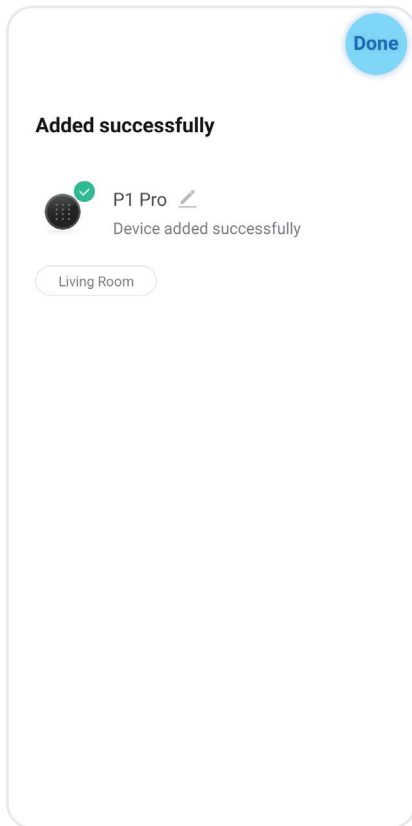 Done
Added successfully
P1 Pro
Device added successfully
Living Room